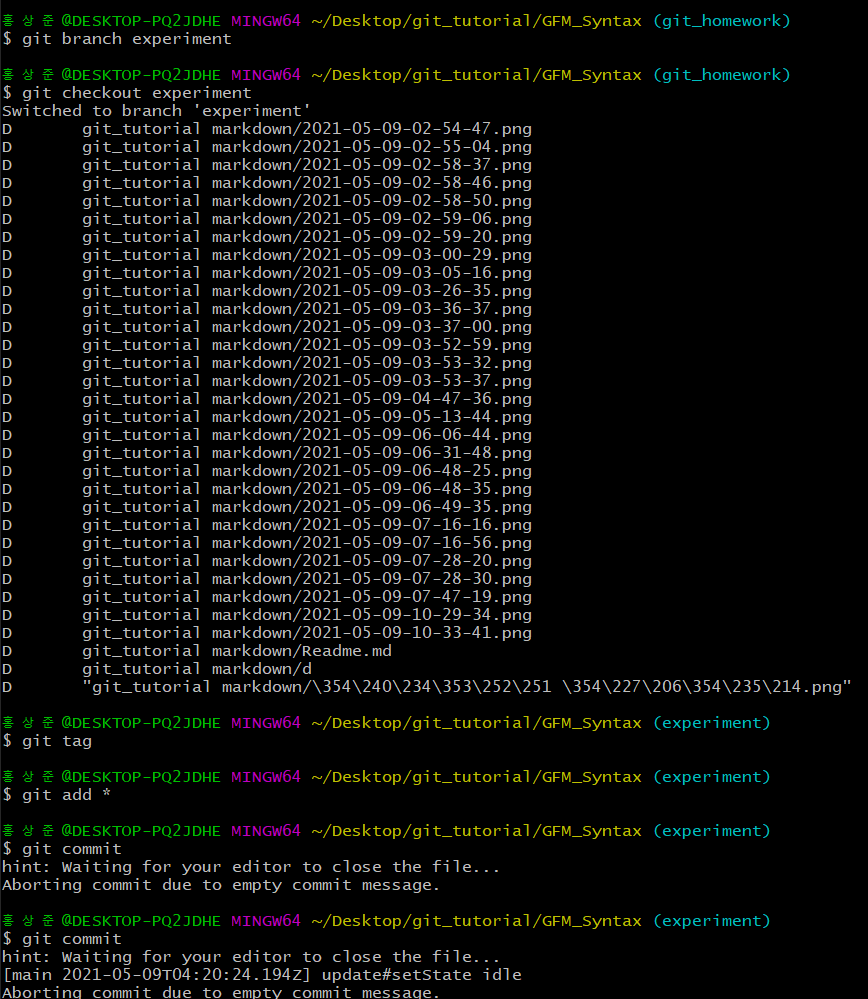 홍상준@DESKTOP-PQ2JDHE MINGW64 ~/Desktop/git_tutorial/GFM_Syntax (git_homework)
$ git branch experiment
홍상준@DESKTOP-PQ2JDHE MINGW64 ~/Desktop/git_tutorial/GFM_Syntax (git_homework)
$ git checkout experiment
Switched to branch 'experiment'
D       git_tutorial markdown/2021-05-09-02-54-47.png
D       git_tutorial markdown/2021-05-09-02-55-04.png
D       git_tutorial markdown/2021-05-09-02-58-37.png
D       git_tutorial markdown/2021-05-09-02-58-46.png
D       git_tutorial markdown/2021-05-09-02-58-50.png
D       git_tutorial markdown/2021-05-09-02-59-06.png
D       git_tutorial markdown/2021-05-09-02-59-20.png
D       git_tutorial markdown/2021-05-09-03-00-29.png
D       git_tutorial markdown/2021-05-09-03-05-16.png
D       git_tutorial markdown/2021-05-09-03-26-35.png
D       git_tutorial markdown/2021-05-09-03-36-37.png
D       git_tutorial markdown/2021-05-09-03-37-00.png
D       git_tutorial markdown/2021-05-09-03-52-59.png
D       git_tutorial markdown/2021-05-09-03-53-32.png
D       git_tutorial markdown/2021-05-09-03-53-37.png
D       git_tutorial markdown/2021-05-09-04-47-36.png
D       git_tutorial markdown/2021-05-09-05-13-44.png
D       git_tutorial markdown/2021-05-09-06-06-44.png
D       git_tutorial markdown/2021-05-09-06-31-48.png
D       git_tutorial markdown/2021-05-09-06-48-25.png
D       git_tutorial markdown/2021-05-09-06-48-35.png
D       git_tutorial markdown/2021-05-09-06-49-35.png
D       git_tutorial markdown/2021-05-09-07-16-16.png
D       git_tutorial markdown/2021-05-09-07-16-56.png
D       git_tutorial markdown/2021-05-09-07-28-20.png
D       git_tutorial markdown/2021-05-09-07-28-30.png
D       git_tutorial markdown/2021-05-09-07-47-19.png
D       git_tutorial markdown/2021-05-09-10-29-34.png
D       git_tutorial markdown/2021-05-09-10-33-41.png
D       git_tutorial markdown/Readme.md
D       git_tutorial markdown/d
D       "git_tutorial markdown/\354\240\234\353\252\251 \354\227\206\354\235\214.png"
홍상준@DESKTOP-PQ2JDHE MINGW64 ~/Desktop/git_tutorial/GFM_Syntax (experiment)
$ git tag
홍상준@DESKTOP-PQ2JDHE MINGW64 ~/Desktop/git_tutorial/GFM_Syntax (experiment)
$ git add *
홍상준@DESKTOP-PQ2JDHE MINGW64 ~/Desktop/git_tutorial/GFM_Syntax (experiment)
$ git commit
hint: Waiting for your editor to close the file...
Aborting commit due to empty commit message.
홍상준@DESKTOP-PQ2JDHE MINGW64 ~/Desktop/git_tutorial/GFM_Syntax (experiment)
$ git commit
hint: Waiting for your editor to close the file...
[main 2021-05-09T04:20:24.194Z] update#setState idle
Aborting commit due to empty commit message.